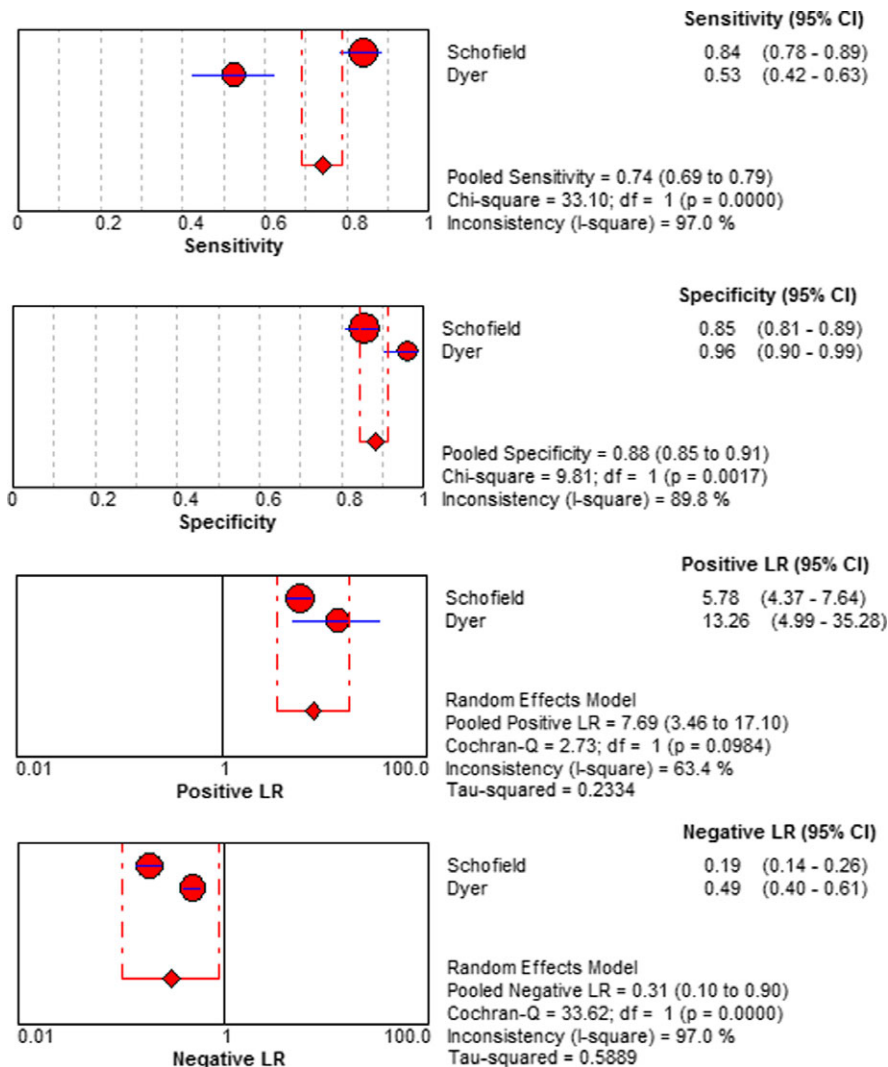 Sensitivity (95% CI)
Schofield 0.84 (0.78 - 0.89)
Dyer 0.53 (0.42 - 0.63)
Pooled Sensitivity = 0.74 (0.69 to 0.79)
Chi-square = 33.10; df = 1 (p = 0.0000)
Inconsistency (I-square) = 97.0 %
0 0.2 0.4 0.6 0.8 1
Sensitivity
Specificity (95% CI)
Schofield 0.85 (0.81 - 0.89)
Dyer 0.96 (0.90 - 0.99)
Pooled Specificity = 0.88 (0.85 to 0.91)
Chi-square = 9.81; df = 1 (p = 0.0017)
Inconsistency (I-square) = 89.8 %
0 0.2 0.4 0.6 0.8 1
Specificity
Positive LR (95% CI)
Schofield 5.78 (4.37 - 7.64)
Dyer 13.26 (4.99 - 35.28)
Random Effects Model
Pooled Positive LR = 7.69 (3.46 to 17.10)
Cochran-Q = 2.73; df = 1 (p = 0.0984)
Inconsistency (I-square) = 63.4 %
Tau-squared = 0.2334
0.01 1 100.0
Positive LR
Negative LR (95% CI)
Schofield 0.19 (0.14 - 0.26)
Dyer 0.49 (0.40 - 0.61)
Random Effects Model
Pooled Negative LR = 0.31 (0.10 to 0.90)
Cochran-Q = 33.62; df = 1 (p = 0.0000)
Inconsistency (I-square) = 97.0 %
Tau-squared = 0.5889
0.01 1 100.0
Negative LR